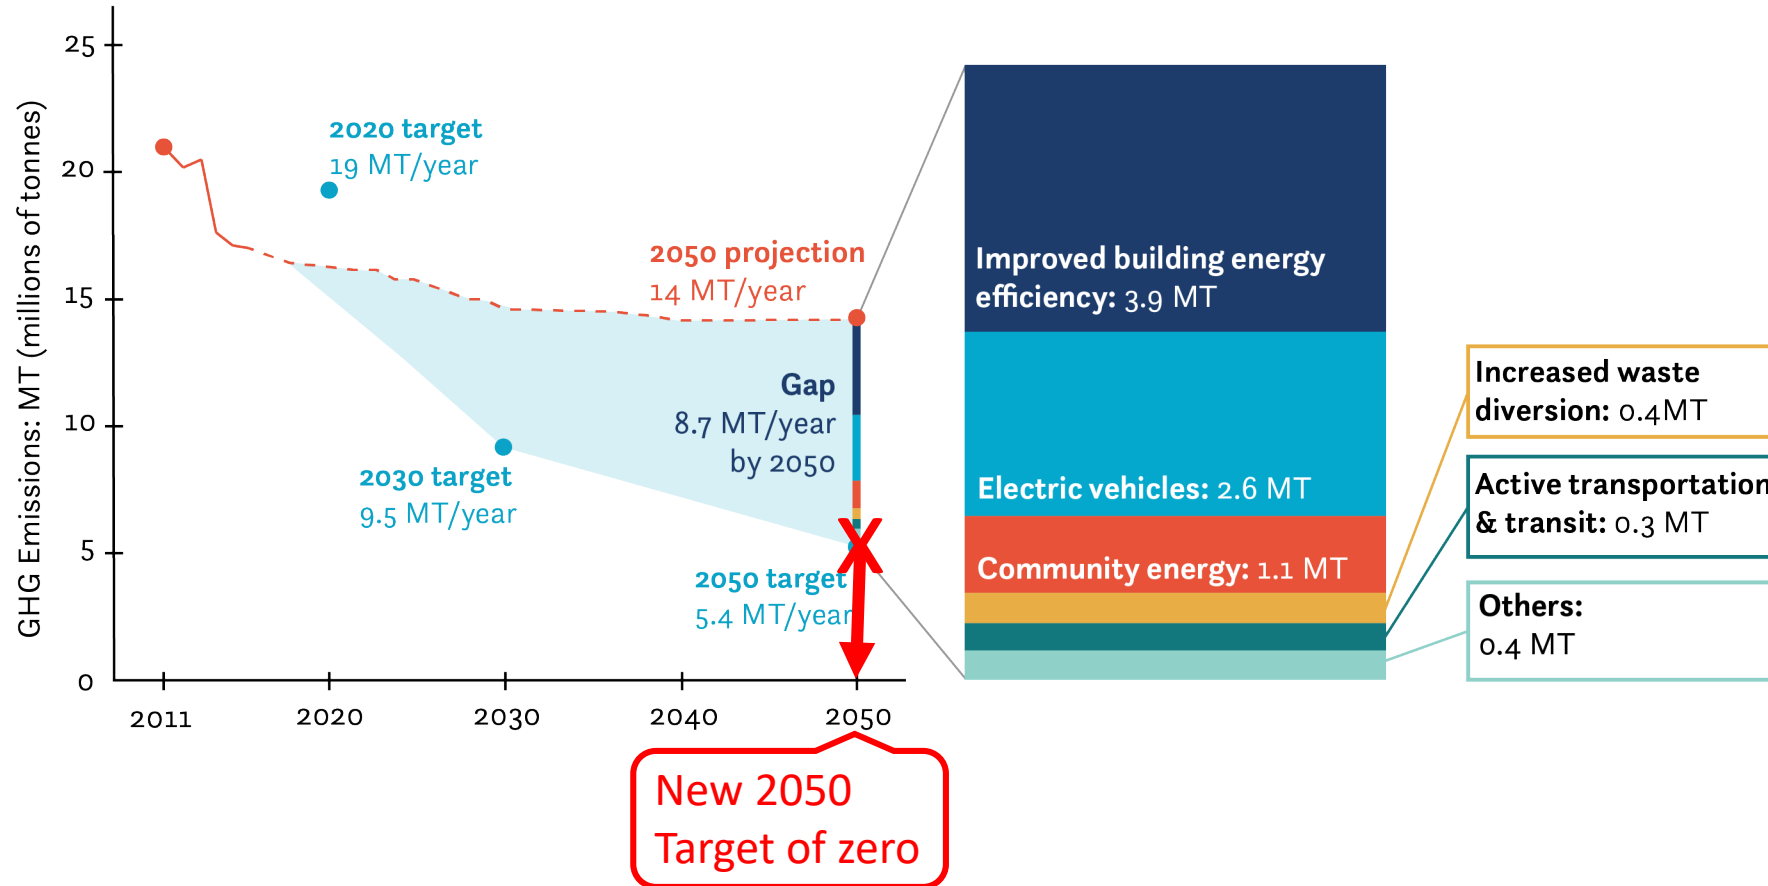 GHG Emissions: MT (millions of tonnes)
25
20
15
10
5
0
2011
2020
2030
2040
2050
2020 target
19 MT/year
2050 projection
14 MT/year
Gap
8.7 MT/year
by 2050
2030 target
9.5 MT/year
2050 target
5.4 MT/year
New 2050
Target of zero
Improved building energy
efficiency: 3.9 MT
Electric vehicles: 2.6 MT
Community energy: 1.1 MT
Increased waste
diversion: 0.4MT
Active transportation
& transit: 0.3 MT
Others:
0.4 MT